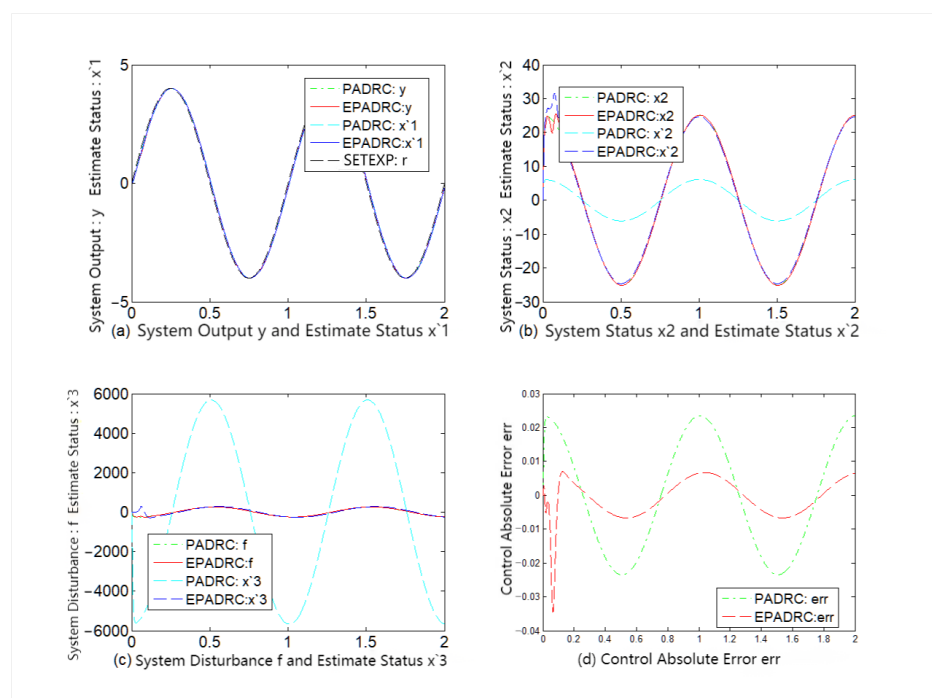 System Output : y Estimate Status : x`1
5
0
−5
0
0.5
1
1.5
2
PADRC: y
EPADRC:y
PADRC: x`1
EPADRC:x`1
SETEXP: r
(a) System Output y and Estimate Status x`1
System Status : x2 Estimate Status : x`2
40
30
20
10
0
−10
−20
−30
0
0.5
1
1.5
2
PADRC: x2
EPADRC:x2
PADRC: x`2
EPADRC:x`2
(b) System Status x2 and Estimate Status x`2
System Disturbance : f Estimate Status : x`3
6000
4000
2000
0
−2000
−4000
−6000
0
0.5
1
1.5
2
PADRC: f
EPADRC:f
PADRC: x`3
EPADRC:x`3
(c) System Disturbance f and Estimate Status x`3
Control Absolute Error err
0.03
0.02
0.01
0
−0.01
−0.02
−0.03
−0.04
0
0.2
0.4
0.6
0.8
1
1.2
1.4
1.6
1.8
2
PADRC: err
EPADRC:err
(d) Control Absolute Error err